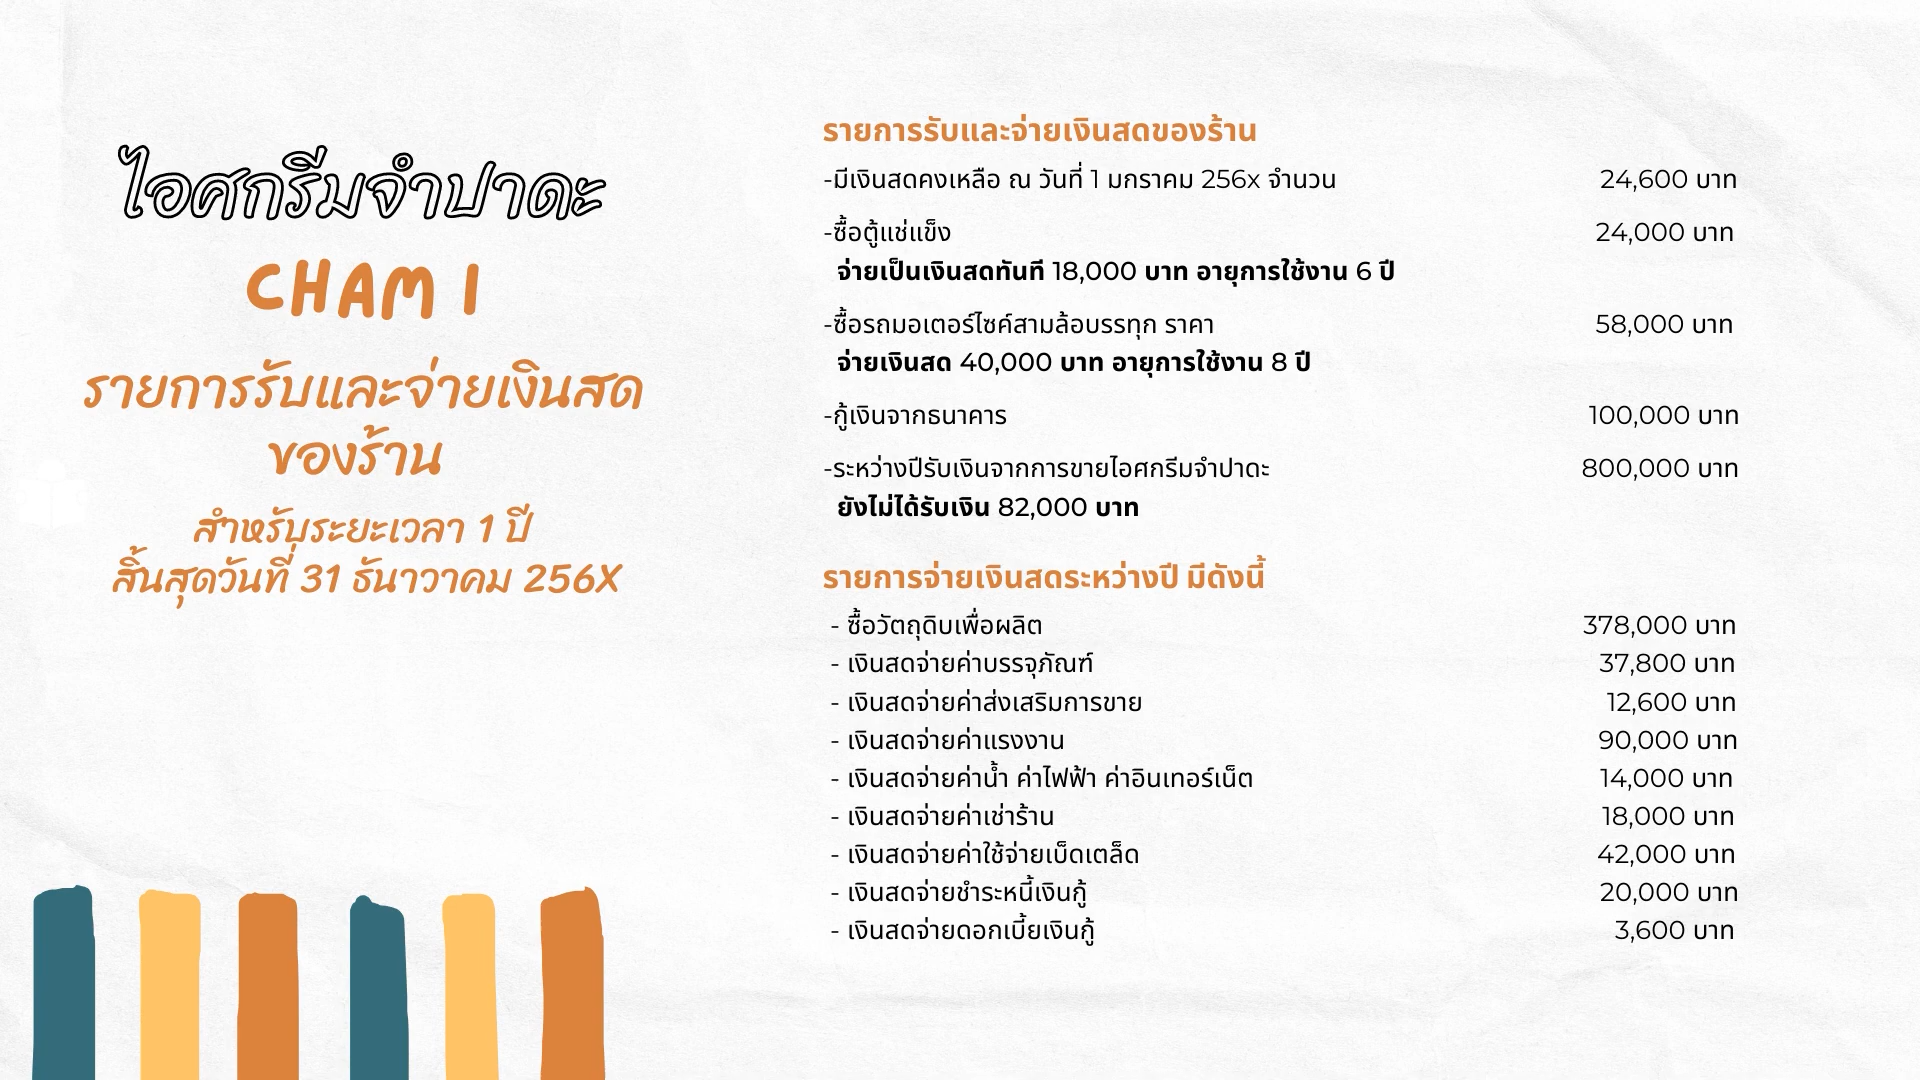 ไอศกรีมจำปาดะ
CHAM I
รายการรับและจ่ายเงินสด
ของร้าน
สำหรับระยะเวลา 1 ปี
สิ้นสุดวันที่ 31 ธันาวาคม 256X
รายการรับและจ่ายเงินสดของร้าน
-มีเงินสดคงเหลือ ณ วันที่ 1 มกราคม 256x จำนวน 24,600 บาท
-ซื้อตู้แช่แข็ง 24,000 บาท
จ่ายเป็นเงินสดทันที 18,000 บาท อายุการใช้งาน 6 ปี
-ซื้อรถมอเตอร์ไซค์สามล้อบรรทุก ราคา 58,000 บาท
จ่ายเงินสด 40,000 บาท อายุการใช้งาน 8 ปี
-กู้เงินจากธนาคาร 100,000 บาท
-ระหว่างปีรับเงินจากการขายไอศกรีมจำปาดะ 800,000 บาท
ยังไม่ได้รับเงิน 82,000 บาท
รายการจ่ายเงินสดระหว่างปี มีดังนี้
- ซื้อวัตถุดิบเพื่อผลิต 378,000 บาท
- เงินสดจ่ายค่าบรรจุภัณฑ์ 37,800 บาท
- เงินสดจ่ายค่าส่งเสริมการขาย 12,600 บาท
- เงินสดจ่ายค่าแรงงาน 90,000 บาท
- เงินสดจ่ายค่าน้ำ ค่าไฟฟ้า ค่าอินเทอร์เน็ต 14,000 บาท
- เงินสดจ่ายค่าเช่าร้าน 18,000 บาท
- เงินสดจ่ายค่าใช้จ่ายเบ็ดเตล็ด 42,000 บาท
- เงินสดจ่ายชำระหนี้เงินกู้ 20,000 บาท
- เงินสดจ่ายดอกเบี้ยเงินกู้ 3,600 บาท